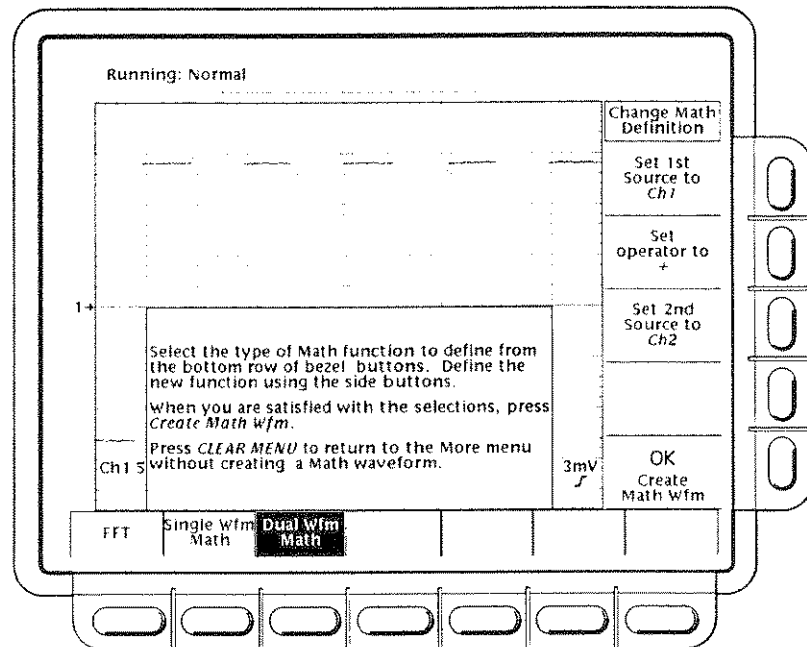 Running: Normal
Change Math
Definition
Set 1st
Source to
Ch1
Set
operator to
+
1
Set 2nd
Source to
Ch2
Select the type of Math function to define from
the bottom row of bezel buttons. Define the
new function using the side buttons.
When you are satisfied with the selections, press
Create Math Wfm.
Press CLEAR MENU to return to the More menu
without creating a Math waveform.
Ch1 5
3mV
OK
Create
Math Wfm
FFT
Single Wfm
Math
Dual Wfm
Math